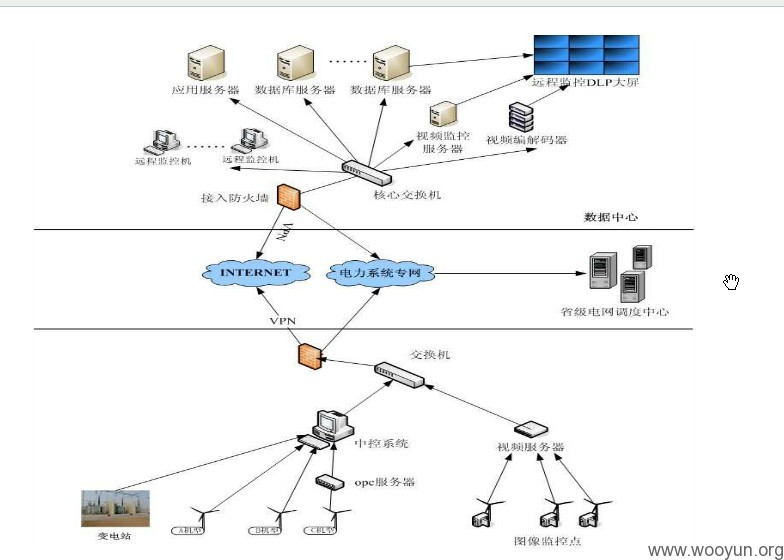 应用服务器
数据库服务器
数据库服务器
远程监控DLP大屏
视频监控
服务器
视频编解码器
远程监控机
远程监控机
核心交换机
接入防火墙
数据中心
VPN
INTERNET
电力系统专网
省级电网调度中心
VPN
交换机
中控系统
视频服务器
opc服务器
变电站
A机型
B机型
C机型
图像监控点
www.wooyun.org